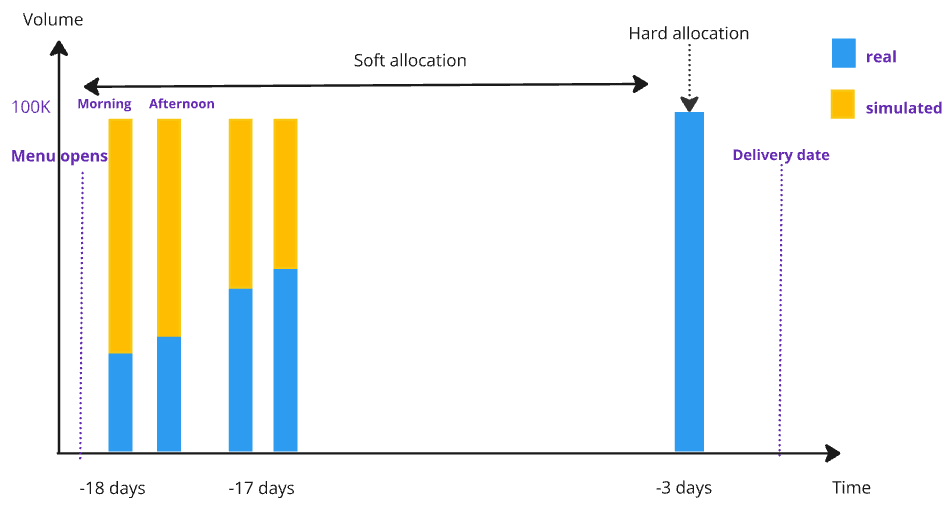 Volume
Hard allocation
Soft allocation
real
100K
Morning
Afternoon
simulated
Menu opens
Delivery date
-18 days
-17 days
-3 days
Time